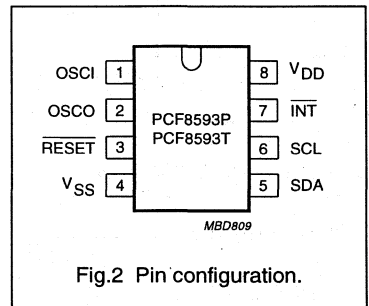 OSCI 1 8 VDD
OSCO 2 PCF8593P 7 INT
PCF8593T
RESET 3 6 SCL
VSS 4 5 SDA
MBD809
Fig.2 Pin configuration.